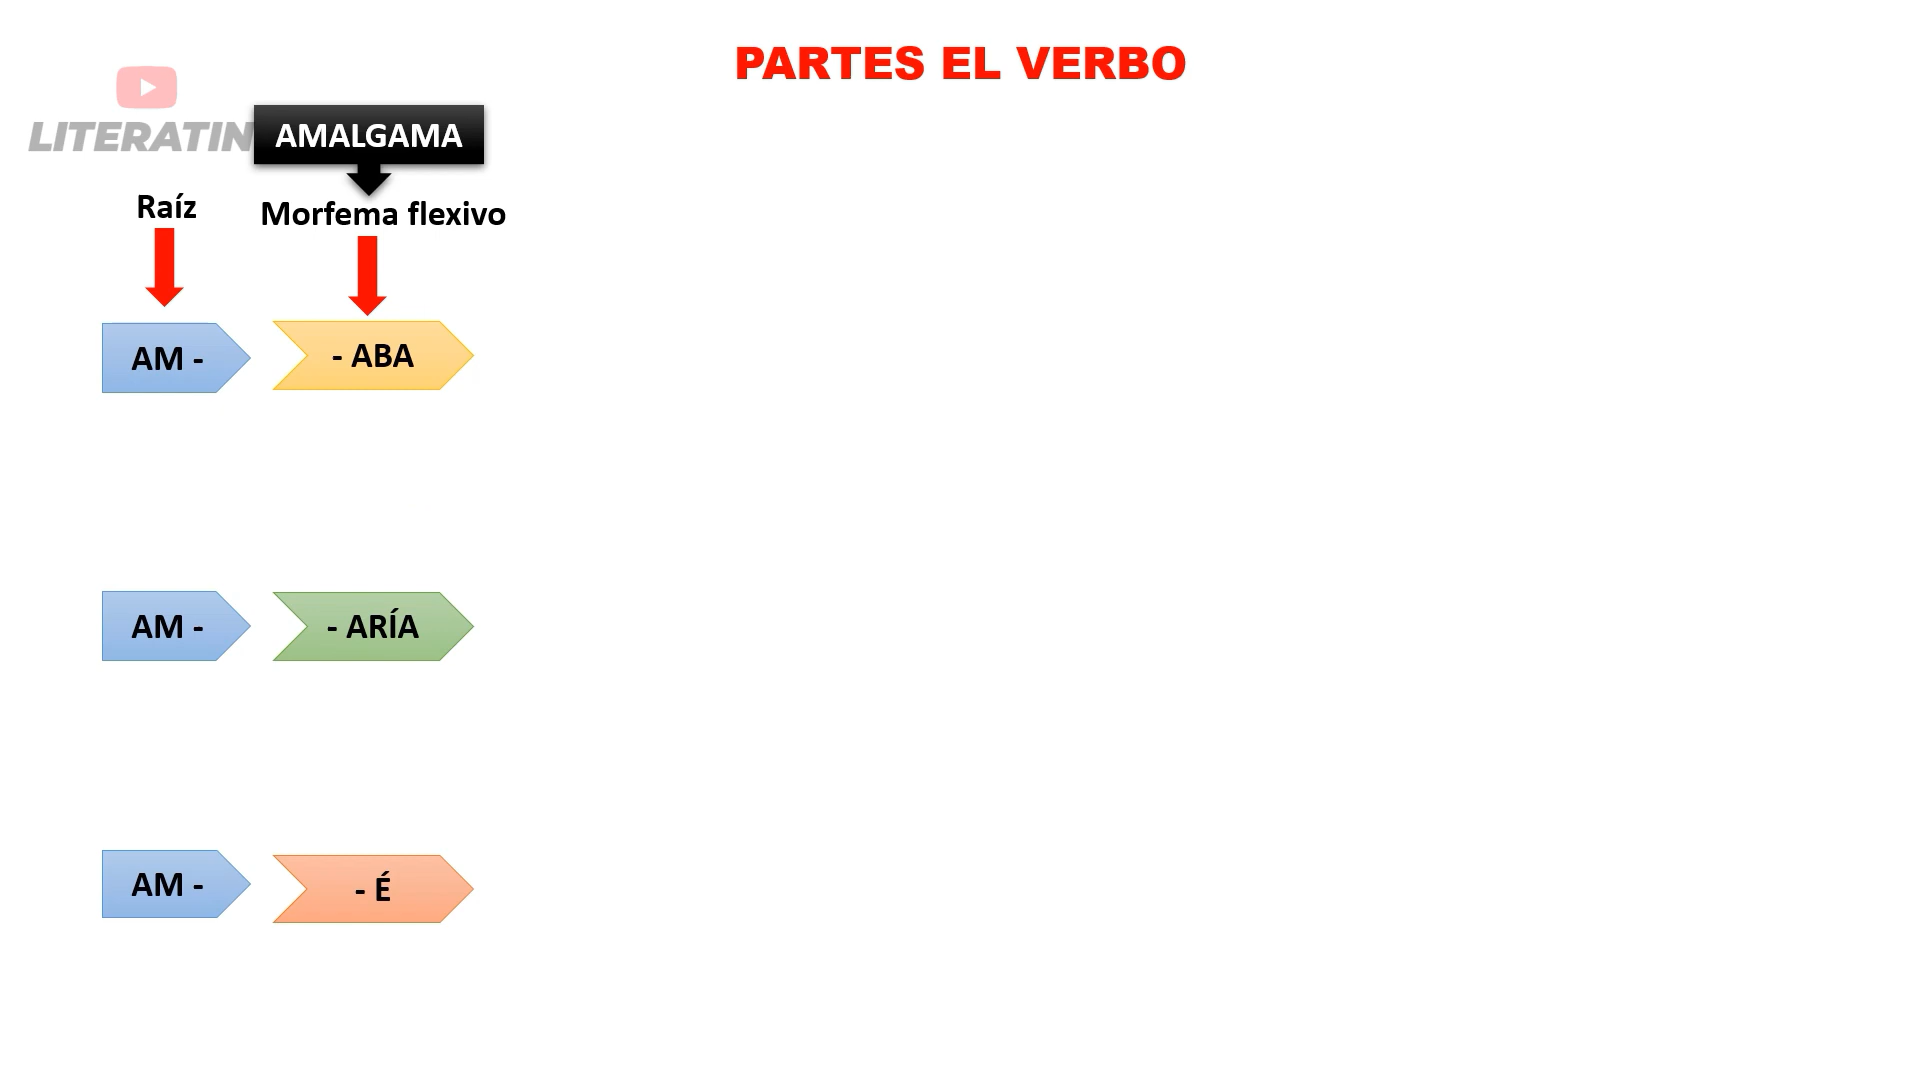 PARTES EL VERBO
LITERATIN
AMALGAMA
Raíz
Morfema flexivo
AM -
- ABA
AM -
- ARÍA
AM -
- É